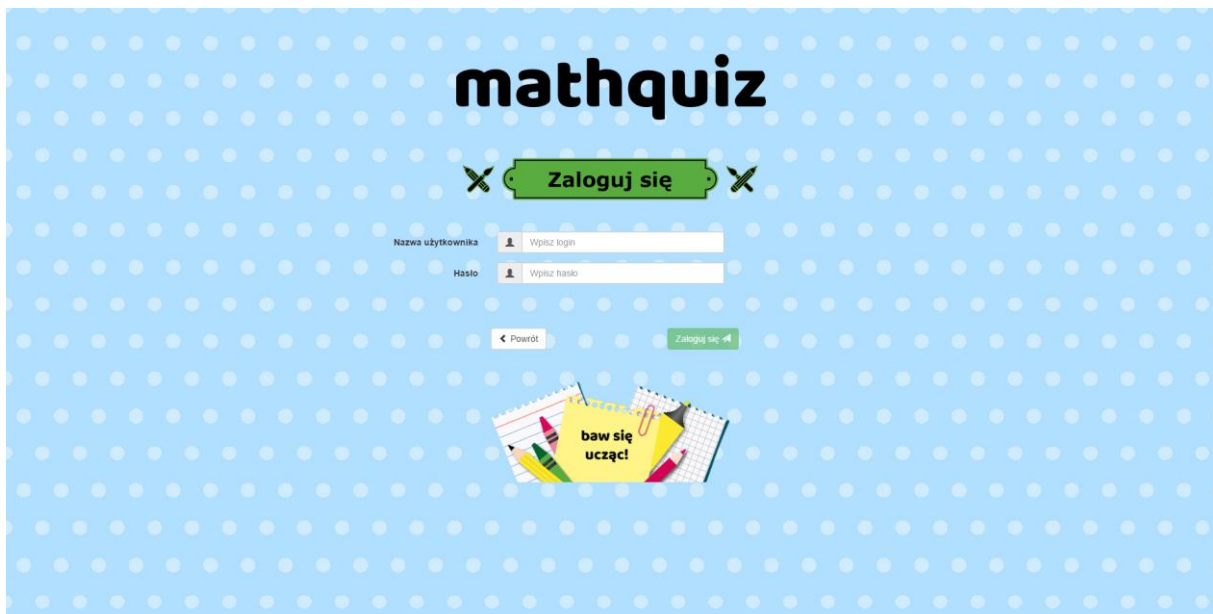 mathquiz
Zaloguj się
Nazwa użytkownika
Wpisz login
Hasło
Wpisz hasło
Powrót
Zaloguj się
baw się
ucząc!